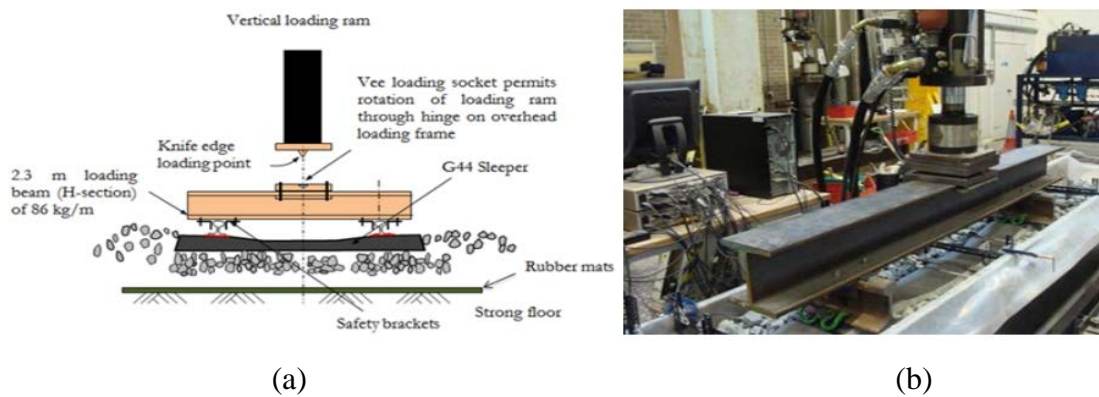 Vertical loading ram
Vee loading socket permits
rotation of loading ram
through hinge on overhead
loading frame
Knife edge
loading point
G44 Sleeper
2.3 m loading
beam (H-section)
of 86 kg/m
Rubber mats
Strong floor
Safety brackets
(a)
(b)